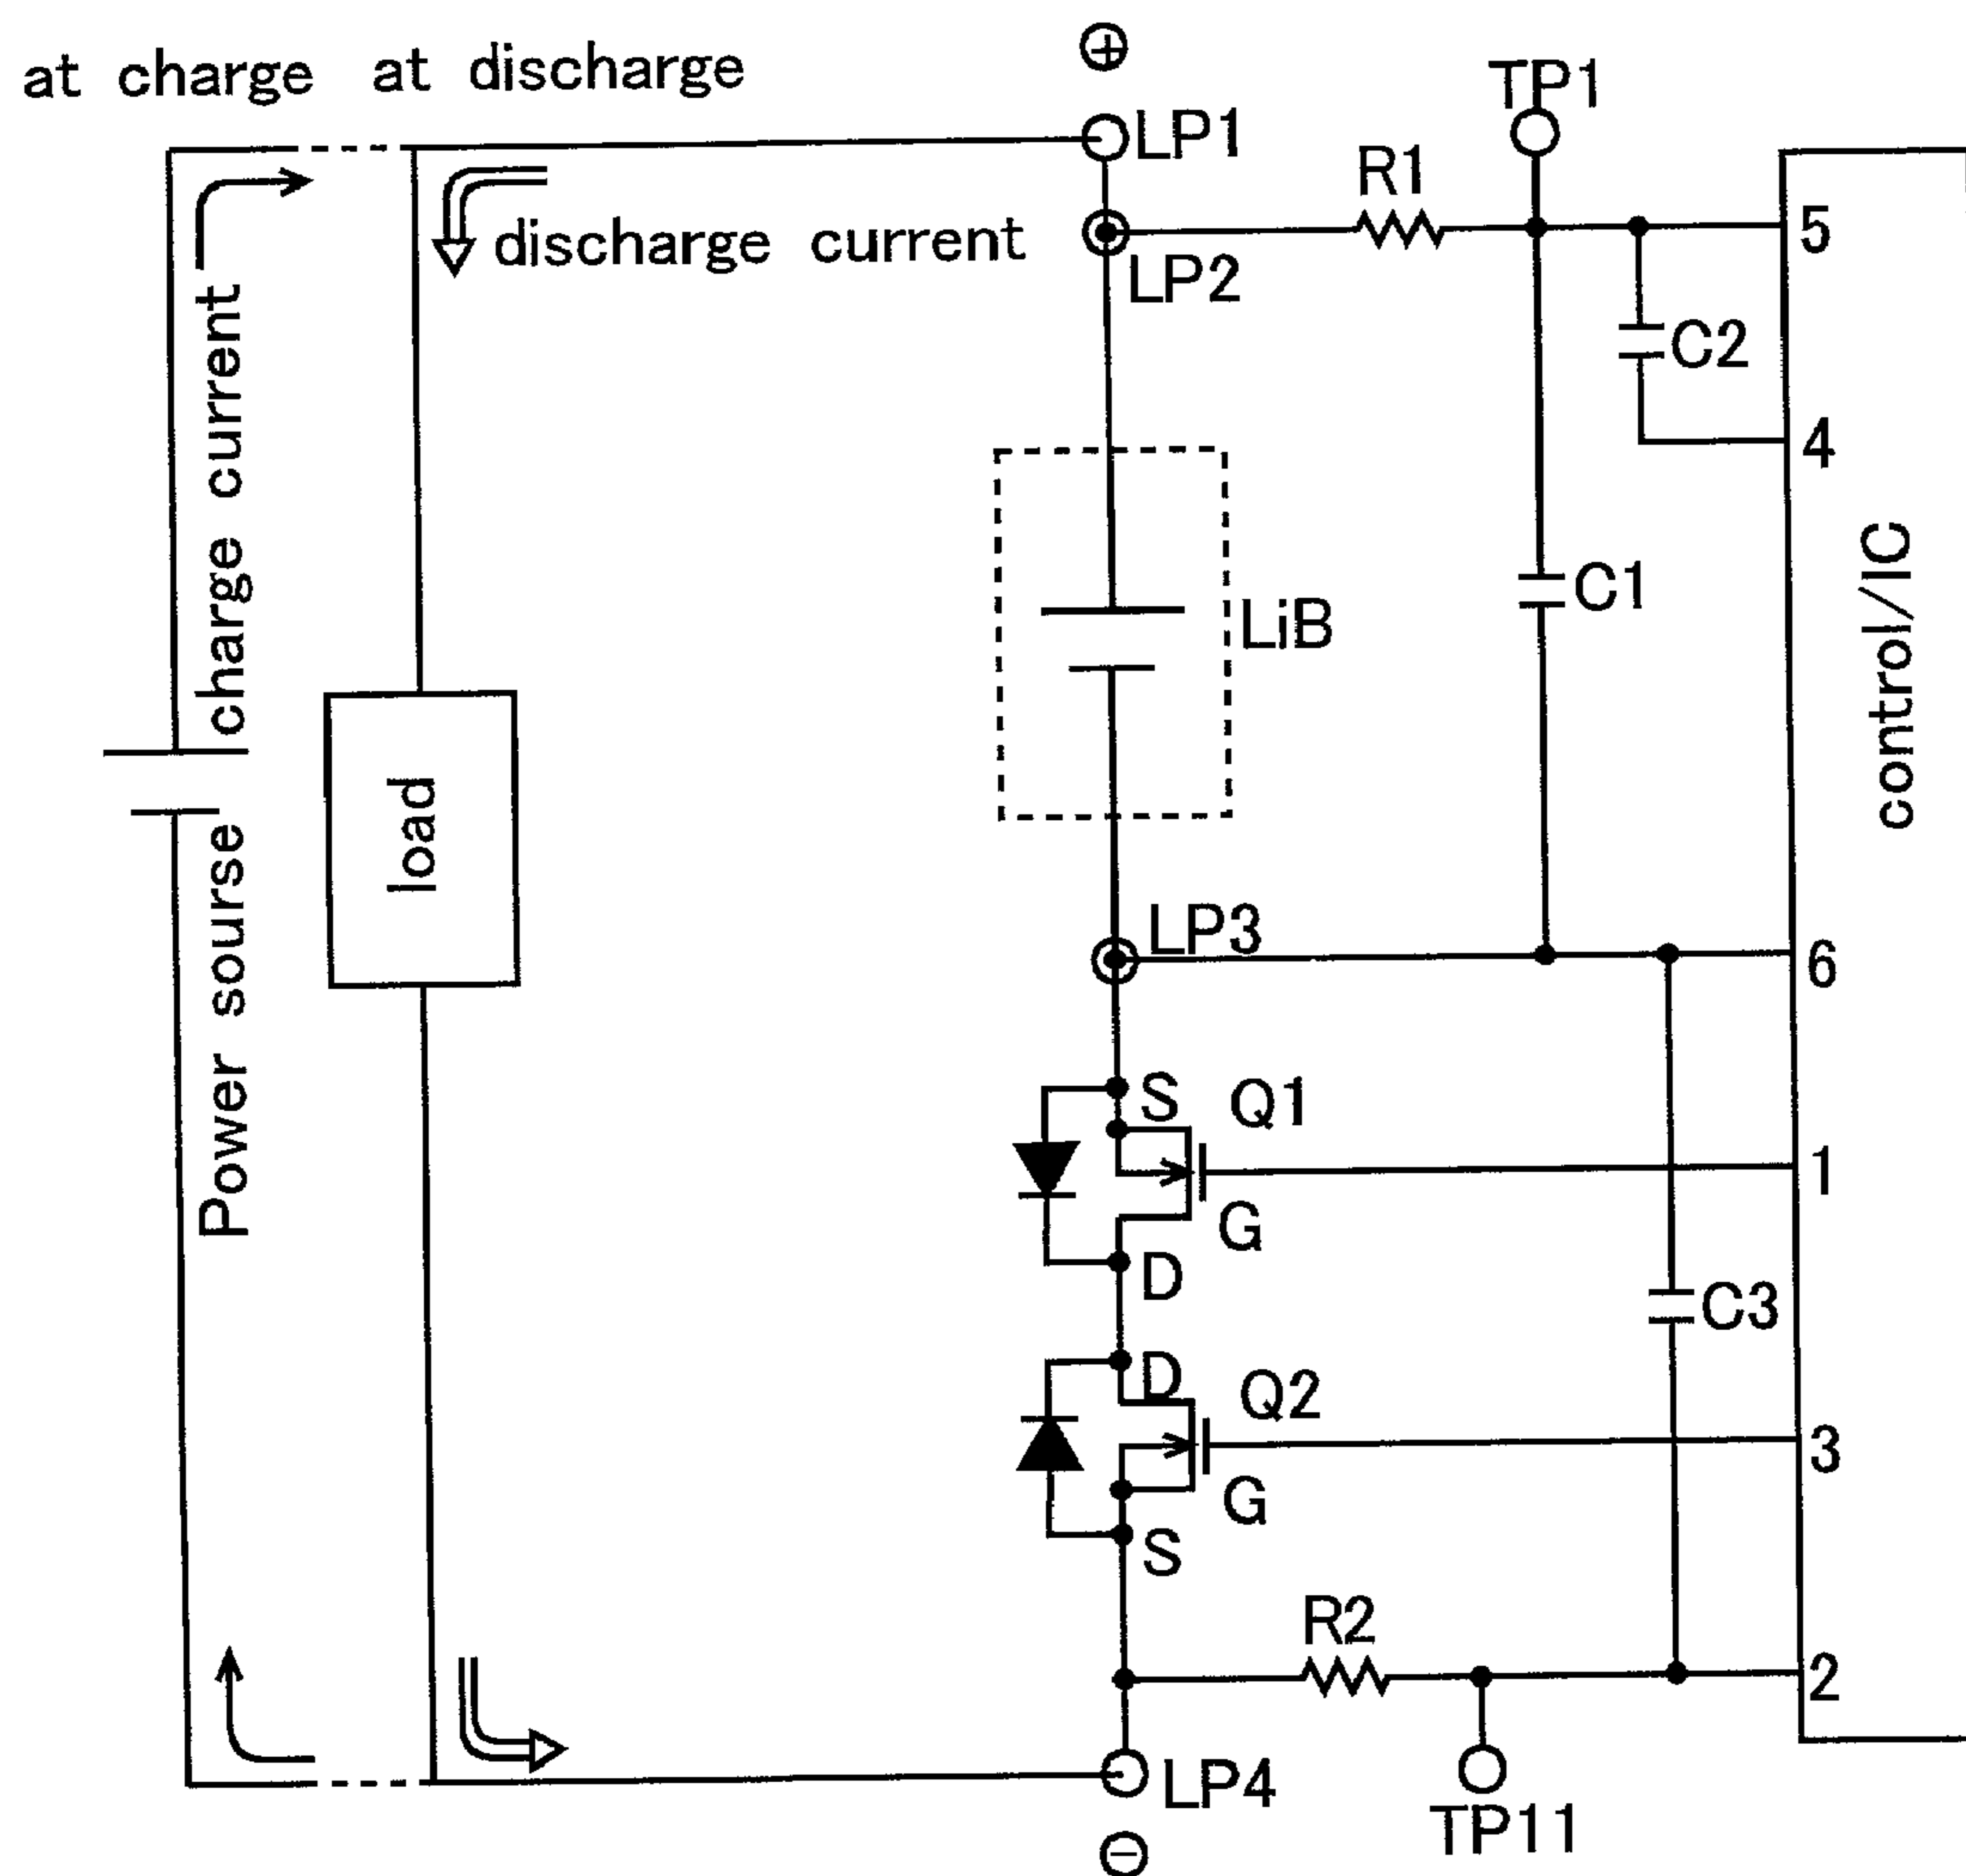 at charge at discharge
⊕
LP1
TP1
R1
5
discharge current
LP2
C2
4
charge current
LiB
C1
control/IC
load
Power sourse
LP3
6
S
Q1
1
G
D
C3
D
Q2
3
G
S
R2
2
LP4
TP11
⊖